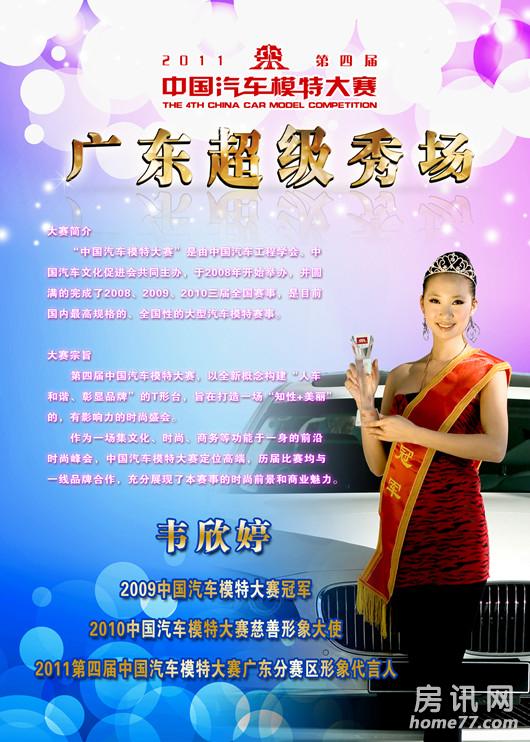 2011 第四届
中国汽车模特大赛
THE 4TH CHINA CAR MODEL COMPETITION
广东超级秀场
大赛简介
“中国汽车模特大赛”是由中国汽车工程学会、中
国汽车文化促进会共同主办，于2008年开始举办，并圆
满的完成了2008、2009、2010三届全国赛事，是目前
国内最高规格的、全国性的大型汽车模特赛事。
大赛宗旨
第四届中国汽车模特大赛，以全新概念构建“人车
和谐、彰显品牌”的T形台，旨在打造一场“知性+美丽”
的，有影响力的时尚盛会。
作为一场集文化、时尚、商务等功能于一身的前沿
时尚峰会，中国汽车模特大赛定位高端，历届比赛均与
一线品牌合作，充分展现了本赛事的时尚前景和商业魅力。
冠军
韦欣婷
2009中国汽车模特大赛冠军
2010中国汽车模特大赛慈善形象大使
2011第四届中国汽车模特大赛广东分赛区形象代言人
房讯网
home77.com